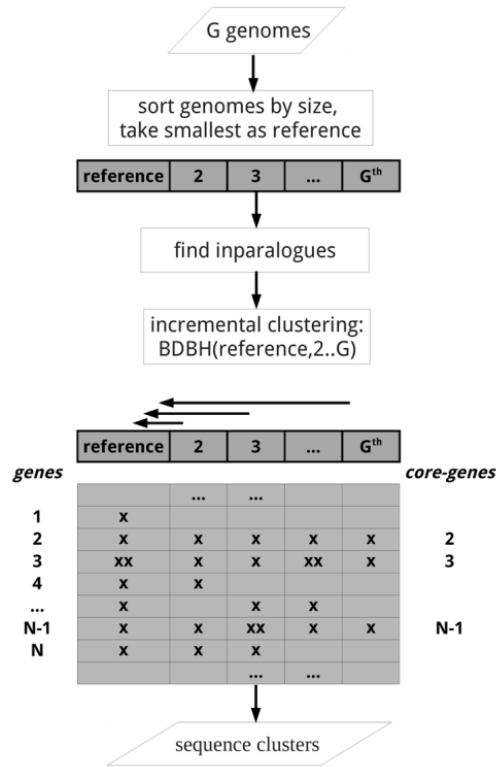 G genomes
sort genomes by size,
take smallest as reference
reference 2 3 ... Gth
find inparalogues
incremental clustering:
BDBH(reference,2..G)
reference 2 3 ... Gth
genes core-genes
... ...
1 x
2 x x x x x 2
3 xx x x xx x 3
4 x x
... x x x
N-1 x x xx x x N-1
N x x x
... ...
sequence clusters